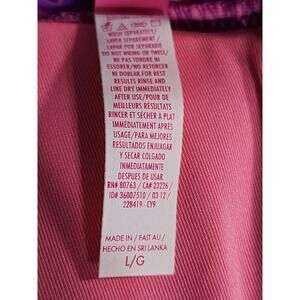 WASH SEPARATELY/
LAVER SÉPARÉMENT/
LAVAR POR SEPARADO
DO NOT WRING OR TWIST/
NE PAS TORDRE NI
ESSORER/NO RETORCER
NI DOBLAR.FOR BEST
RESULTS RINSE AND
LINE DRY IMMEDIATELY
AFTER USE/POUR DE
MEILLEURS RÉSULTATS
RINCER ET SÉCHER À PLAT
IMMÉDIATEMENT APRÈS
USAGE/PARA MEJORES
RESULTADOS ENJUAGAR
Y SECAR COLGADO
INMEDIATAMENTE
DESPUES DE USAR.
RN# 80763 / CA# 23226 /
ID# 36007510 / 03 12 /
228419 - CY9
MADE IN / FAIT AU /
HECHO EN SRI LANKA
L/G